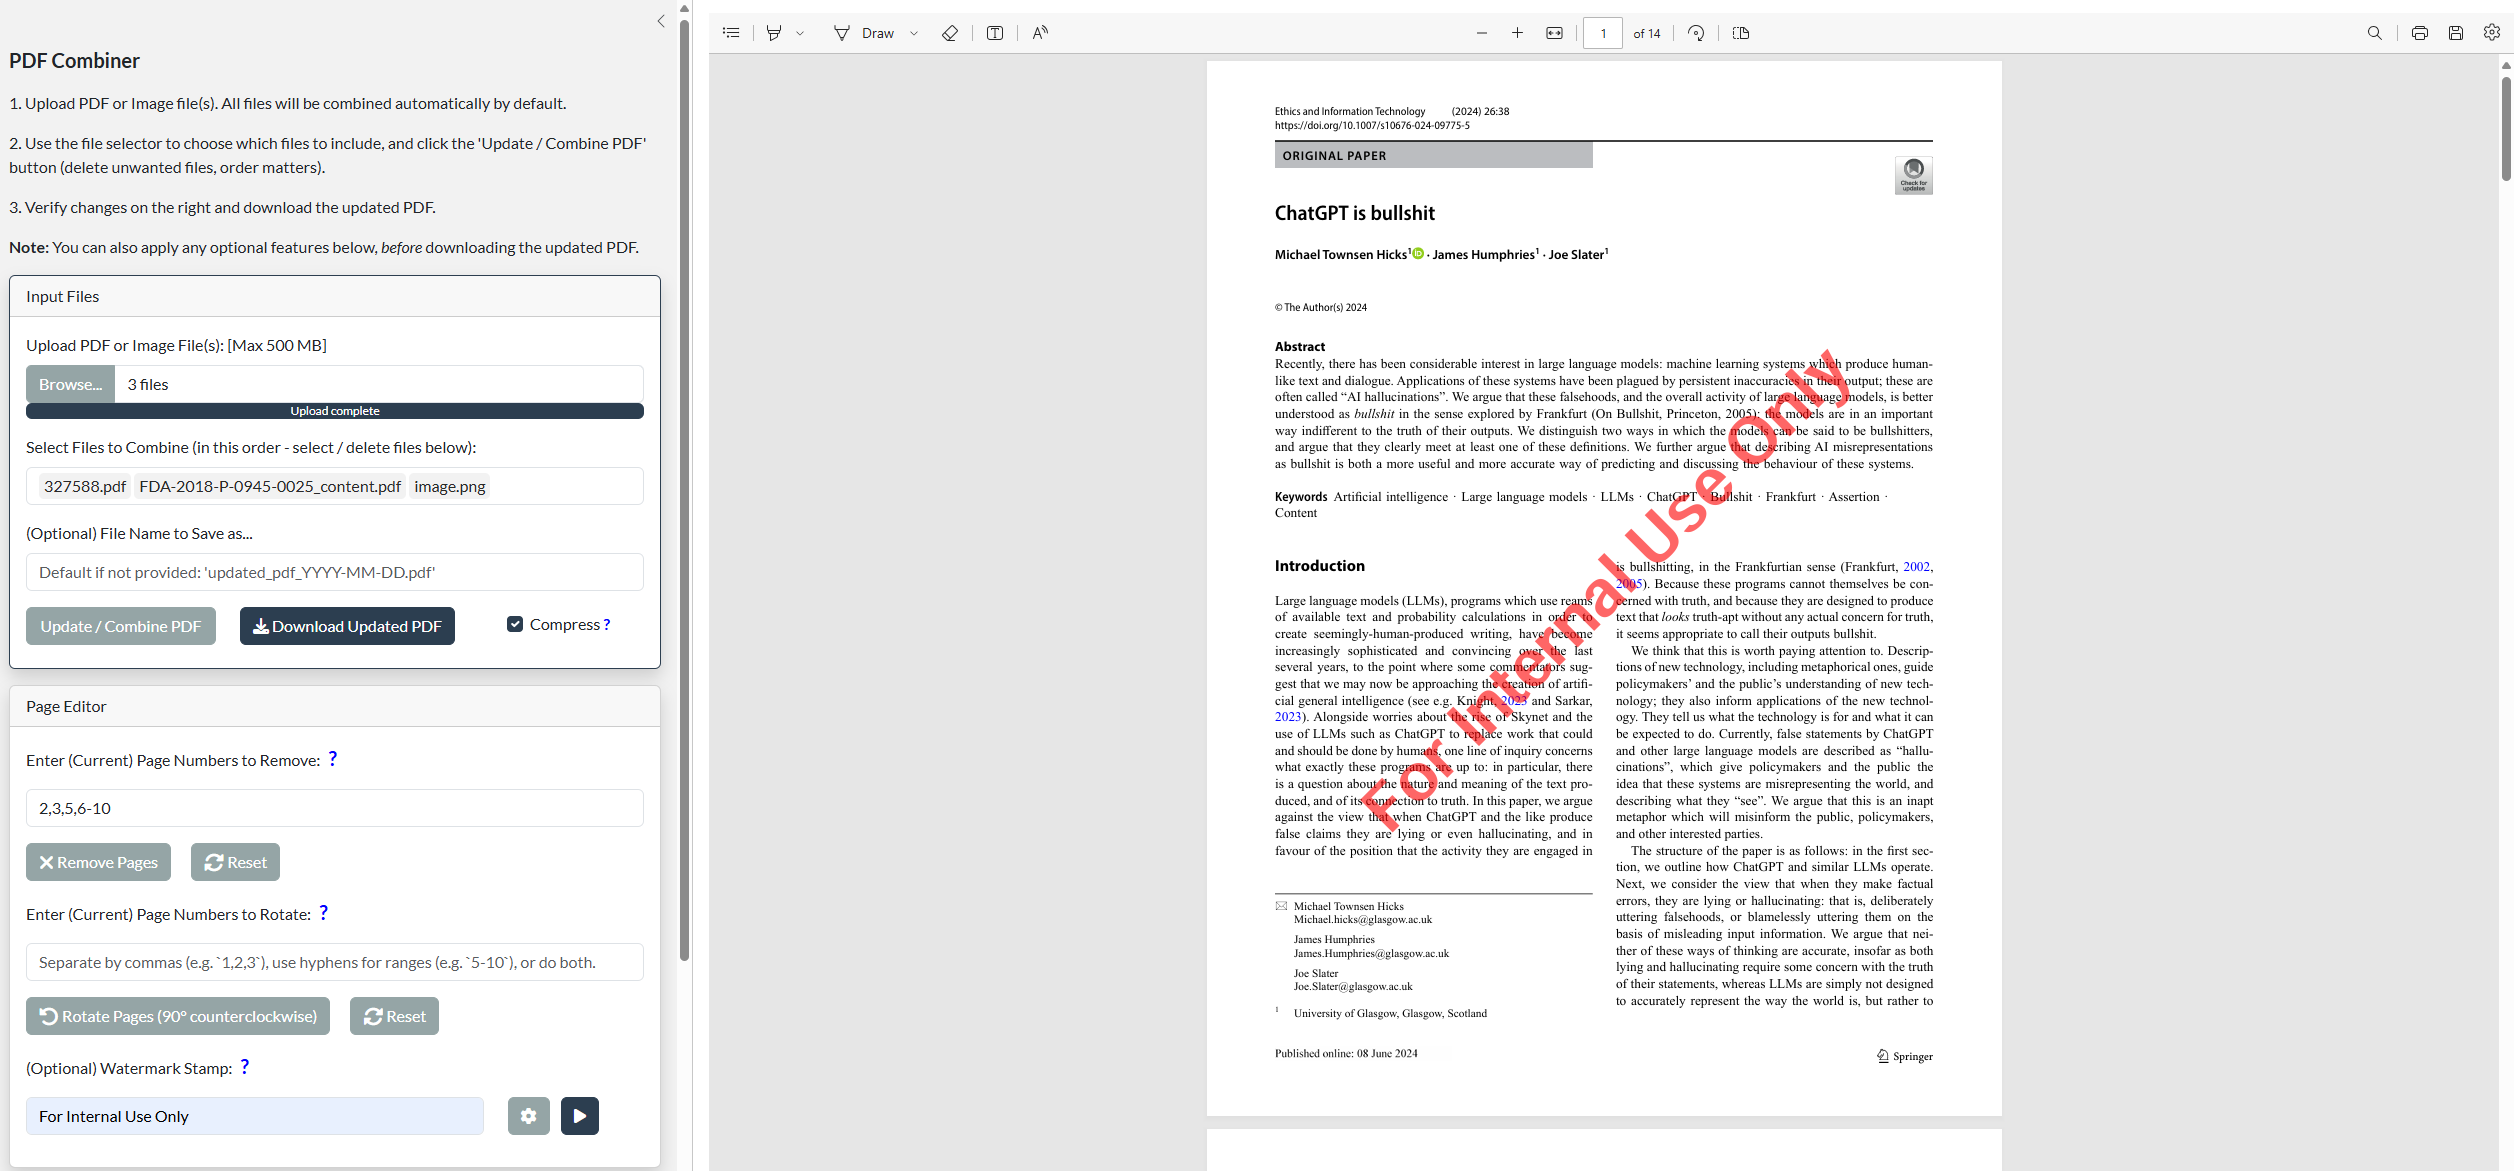 PDF Combiner
1. Upload PDF or Image file(s). All files will be combined automatically by default.
2. Use the file selector to choose which files to include, and click the 'Update / Combine PDF'
button (delete unwanted files, order matters).
3. Verify changes on the right and download the updated PDF.
Note: You can also apply any optional features below, before downloading the updated PDF.
Input Files
Upload PDF or Image File(s): [Max 500 MB]
Browse...
3 files
Upload complete
Select Files to Combine (in this order - select / delete files below):
327588.pdf FDA-2018-P-0945-0025_content.pdf image.png
(Optional) File Name to Save as...
Default if not provided: 'updated_pdf_YYYY-MM-DD.pdf'
Update / Combine PDF
Download Updated PDF
Compress ?
Page Editor
Enter (Current) Page Numbers to Remove: ?
2,3,5,6-10
Remove Pages
Reset
Enter (Current) Page Numbers to Rotate: ?
Separate by commas (e.g. `1,2,3`), use hyphens for ranges (e.g. `5-10`), or do both.
Rotate Pages (90° counterclockwise)
Reset
(Optional) Watermark Stamp: ?
For Internal Use Only
Draw
1 of 14
Ethics and Information Technology (2024) 26:38
https://doi.org/10.1007/s10676-024-09775-5
ORIGINAL PAPER
Check for
updates
ChatGPT is bullshit
Michael Townsen Hicks¹ iD · James Humphries¹ · Joe Slater¹
© The Author(s) 2024
Abstract
Recently, there has been considerable interest in large language models: machine learning systems which produce human-
like text and dialogue. Applications of these systems have been plagued by persistent inaccuracies in their output; these are
often called “AI hallucinations”. We argue that these falsehoods, and the overall activity of large language models, is better
understood as bullshit in the sense explored by Frankfurt (On Bullshit, Princeton, 2005): the models are in an important
way indifferent to the truth of their outputs. We distinguish two ways in which the models can be said to be bullshitters,
and argue that they clearly meet at least one of these definitions. We further argue that describing AI misrepresentations
as bullshit is both a more useful and more accurate way of predicting and discussing the behaviour of these systems.
Keywords Artificial intelligence · Large language models · LLMs · ChatGPT · Bullshit · Frankfurt · Assertion ·
Content
Introduction
Large language models (LLMs), programs which use reams
of available text and probability calculations in order to
create seemingly-human-produced writing, have become
increasingly sophisticated and convincing over the last
several years, to the point where some commentators sug-
gest that we may now be approaching the creation of artifi-
cial general intelligence (see e.g. Knight, 2023 and Sarkar,
2023). Alongside worries about the rise of Skynet and the
use of LLMs such as ChatGPT to replace work that could
and should be done by humans, one line of inquiry concerns
what exactly these programs are up to: in particular, there
is a question about the nature and meaning of the text pro-
duced, and of its connection to truth. In this paper, we argue
against the view that when ChatGPT and the like produce
false claims they are lying or even hallucinating, and in
favour of the position that the activity they are engaged in
Michael Townsen Hicks
Michael.hicks@glasgow.ac.uk
James Humphries
James.Humphries@glasgow.ac.uk
Joe Slater
Joe.Slater@glasgow.ac.uk
1 University of Glasgow, Glasgow, Scotland
is bullshitting, in the Frankfurtian sense (Frankfurt, 2002,
2005). Because these programs cannot themselves be con-
cerned with truth, and because they are designed to produce
text that looks truth-apt without any actual concern for truth,
it seems appropriate to call their outputs bullshit.
We think that this is worth paying attention to. Descrip-
tions of new technology, including metaphorical ones, guide
policymakers’ and the public’s understanding of new tech-
nology; they also inform applications of the new technol-
ogy. They tell us what the technology is for and what it can
be expected to do. Currently, false statements by ChatGPT
and other large language models are described as “hallu-
cinations”, which give policymakers and the public the
idea that these systems are misrepresenting the world, and
describing what they “see”. We argue that this is an inapt
metaphor which will misinform the public, policymakers,
and other interested parties.
The structure of the paper is as follows: in the first sec-
tion, we outline how ChatGPT and similar LLMs operate.
Next, we consider the view that when they make factual
errors, they are lying or hallucinating: that is, deliberately
uttering falsehoods, or blamelessly uttering them on the
basis of misleading input information. We argue that nei-
ther of these ways of thinking are accurate, insofar as both
lying and hallucinating require some concern with the truth
of their statements, whereas LLMs are simply not designed
to accurately represent the way the world is, but rather to
Published online: 08 June 2024
Springer
For Internal Use Only